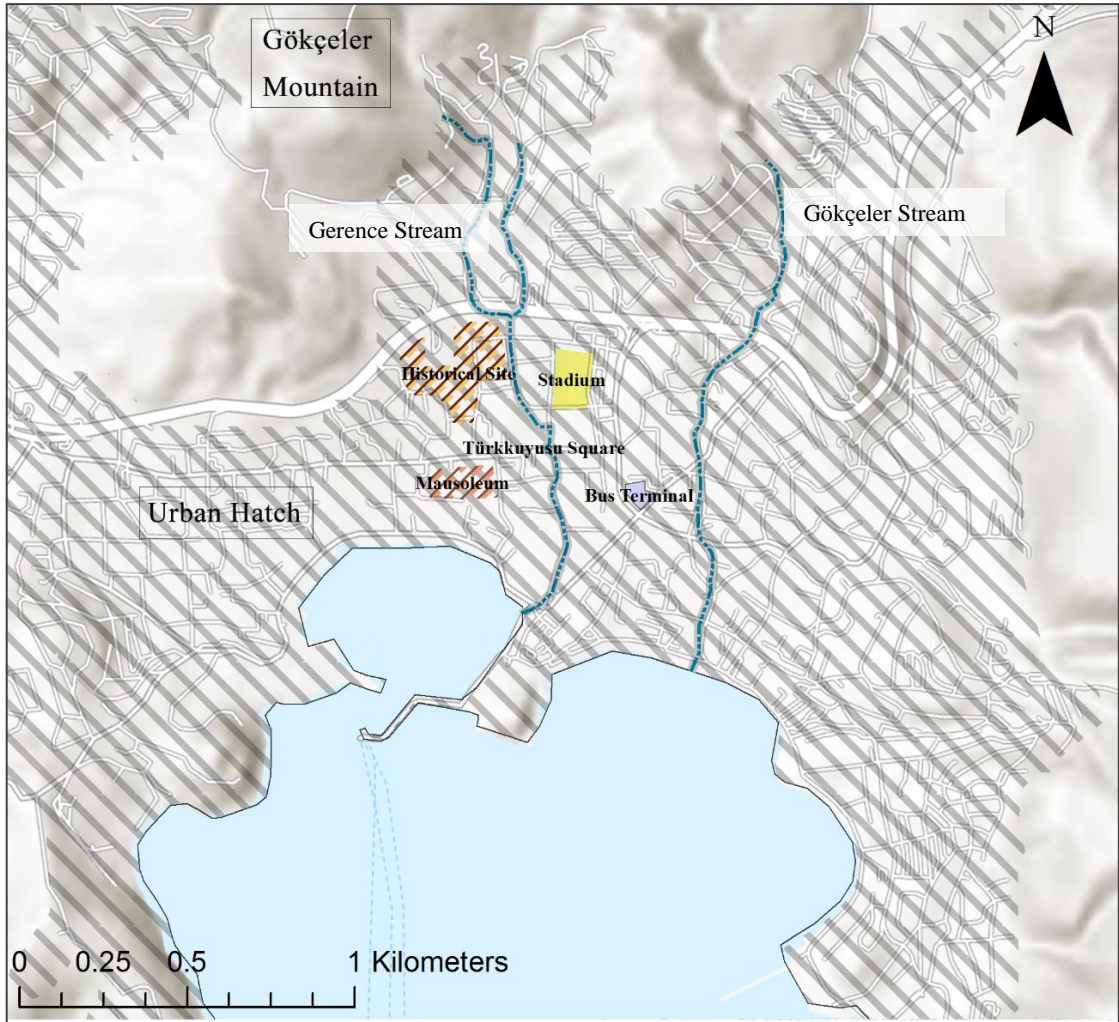 Gökçeler
Mountain
N
Gerence Stream
Gökçeler Stream
Historical Site
Stadium
Türkkuyusu Square
Mausoleum
Bus Terminal
Urban Hatch
0 0.25 0.5 1 Kilometers